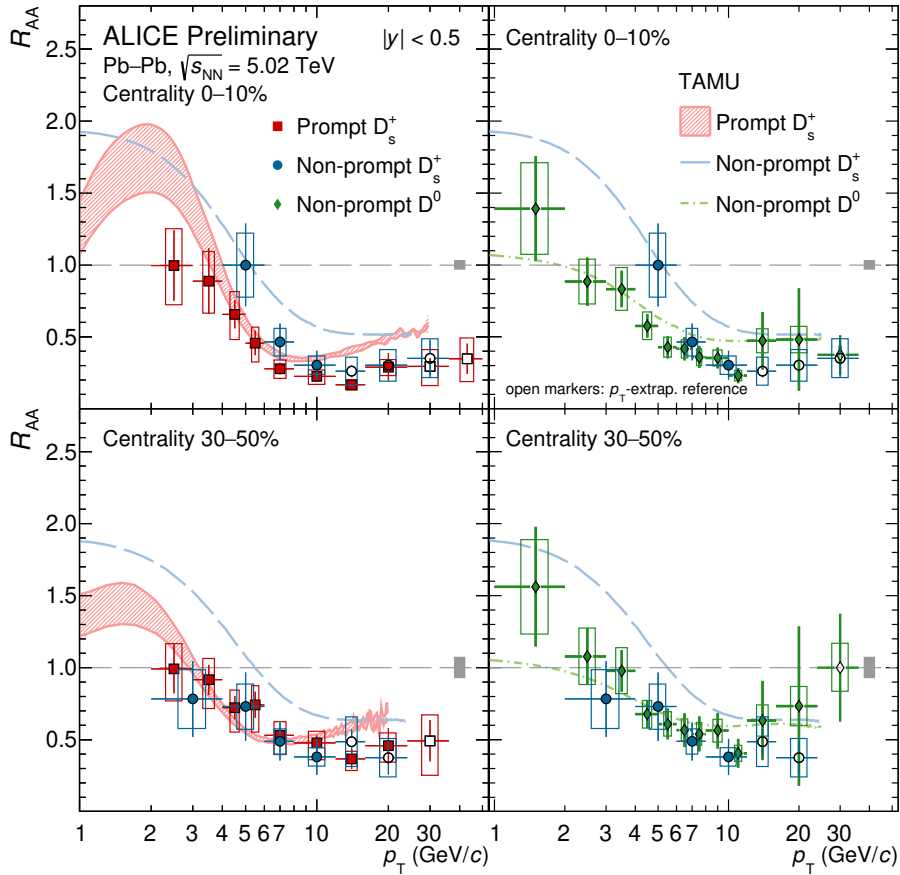 R_AA
2.5
2.0
1.5
1.0
0.5
ALICE Preliminary
|y| < 0.5
Pb–Pb, √s_NN = 5.02 TeV
Centrality 0–10%
Prompt D_s^+
Non-prompt D_s^+
Non-prompt D^0
Centrality 0–10%
TAMU
Prompt D_s^+
Non-prompt D_s^+
Non-prompt D^0
open markers: p_T-extrap. reference
R_AA
2.5
2.0
1.5
1.0
0.5
Centrality 30–50%
Centrality 30–50%
1 2 3 4 5 6 7 10 20 30
p_T (GeV/c)
1 2 3 4 5 6 7 10 20 30
p_T (GeV/c)